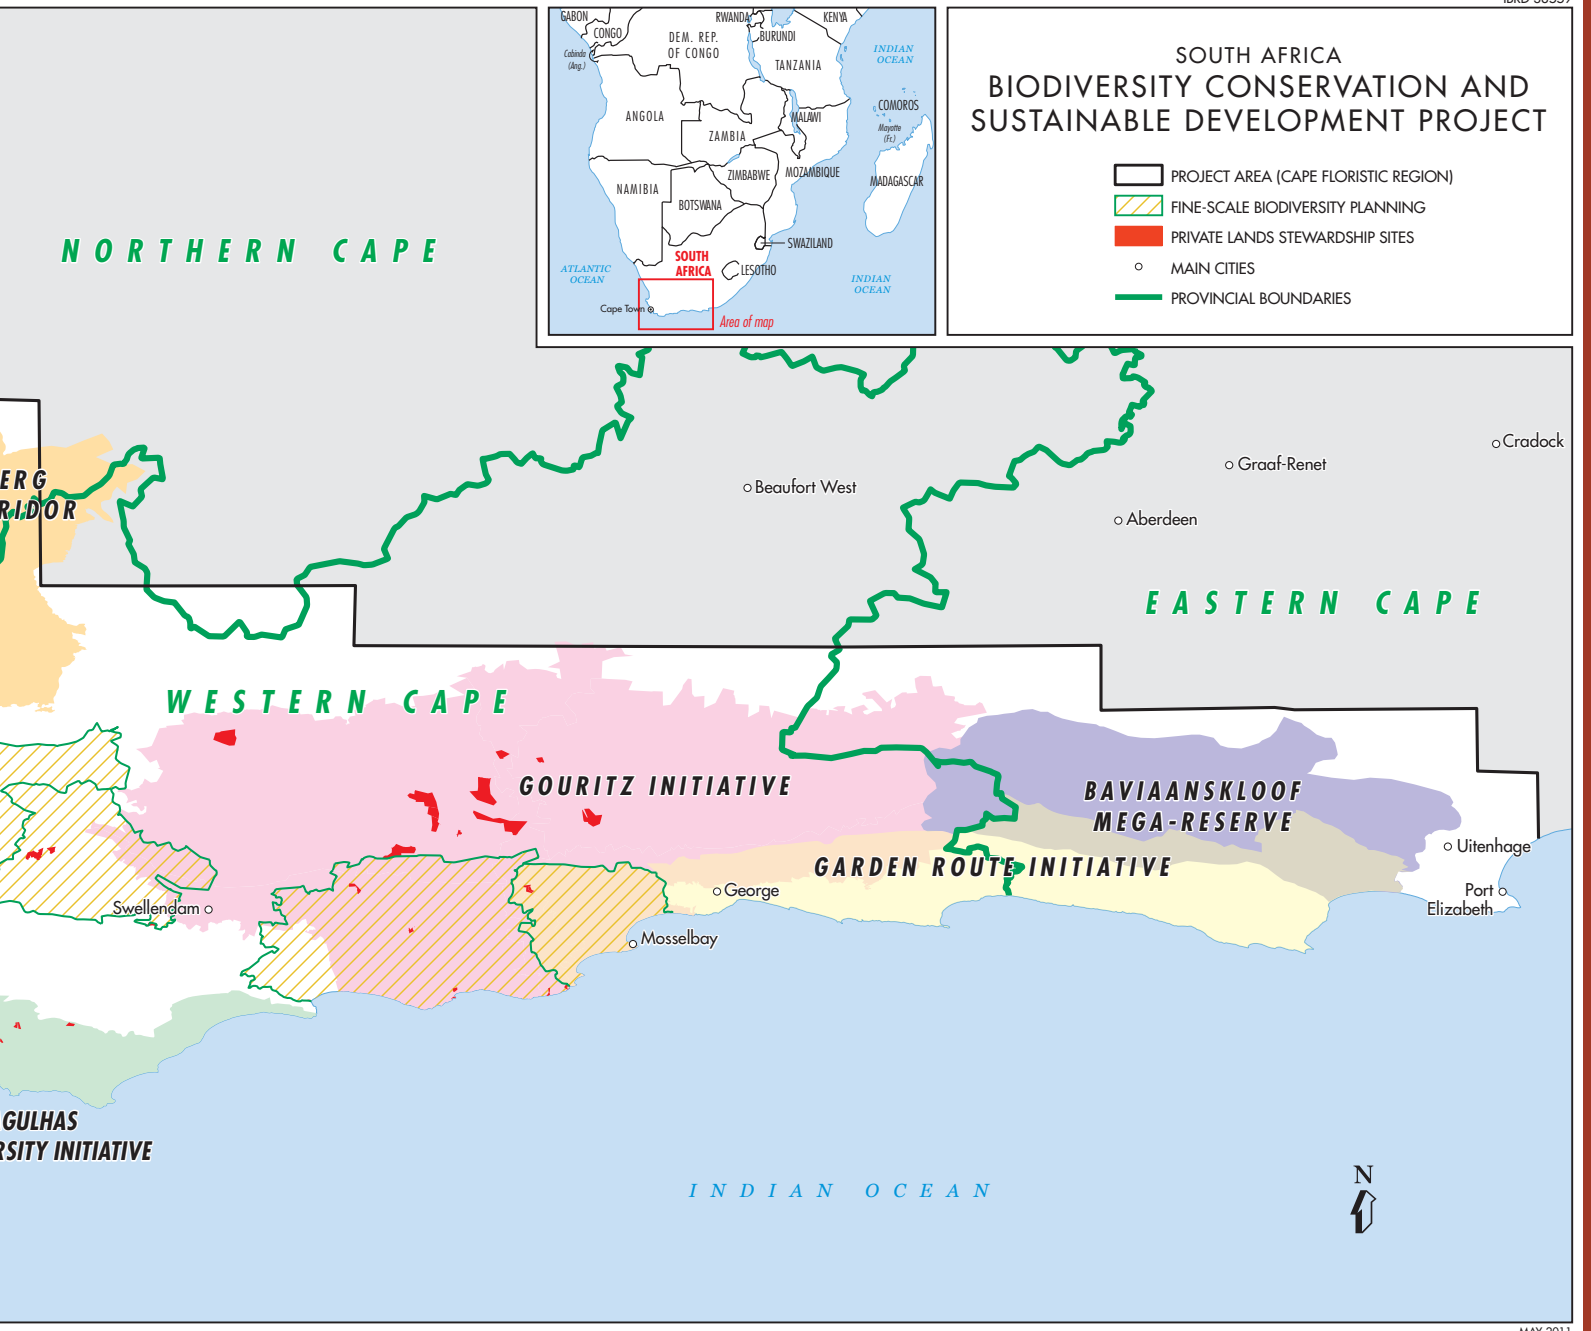 GABON
CONGO
Cabinda
(Ang.)
DEM. REP.
OF CONGO
RWANDA
BURUNDI
KENYA
TANZANIA
INDIAN
OCEAN
COMOROS
Mayotte
(Fr.)
ANGOLA
ZAMBIA
MALAWI
MOZAMBIQUE
ZIMBABWE
MADAGASCAR
NAMIBIA
BOTSWANA
SWAZILAND
SOUTH
AFRICA
LESOTHO
ATLANTIC
OCEAN
INDIAN
OCEAN
Cape Town
Area of map
SOUTH AFRICA
BIODIVERSITY CONSERVATION AND
SUSTAINABLE DEVELOPMENT PROJECT
PROJECT AREA (CAPE FLORISTIC REGION)
FINE-SCALE BIODIVERSITY PLANNING
PRIVATE LANDS STEWARDSHIP SITES
MAIN CITIES
PROVINCIAL BOUNDARIES
NORTHERN CAPE
Cradock
Graaf-Renet
ERG
RIDOR
Beaufort West
Aberdeen
EASTERN CAPE
WESTERN CAPE
GOURITZ INITIATIVE
BAVIAANSKLOOF
MEGA-RESERVE
Uitenhage
GARDEN ROUTE INITIATIVE
George
Port
Elizabeth
Swellendam
Mosselbay
GULHAS
RSITY INITIATIVE
INDIAN OCEAN
N